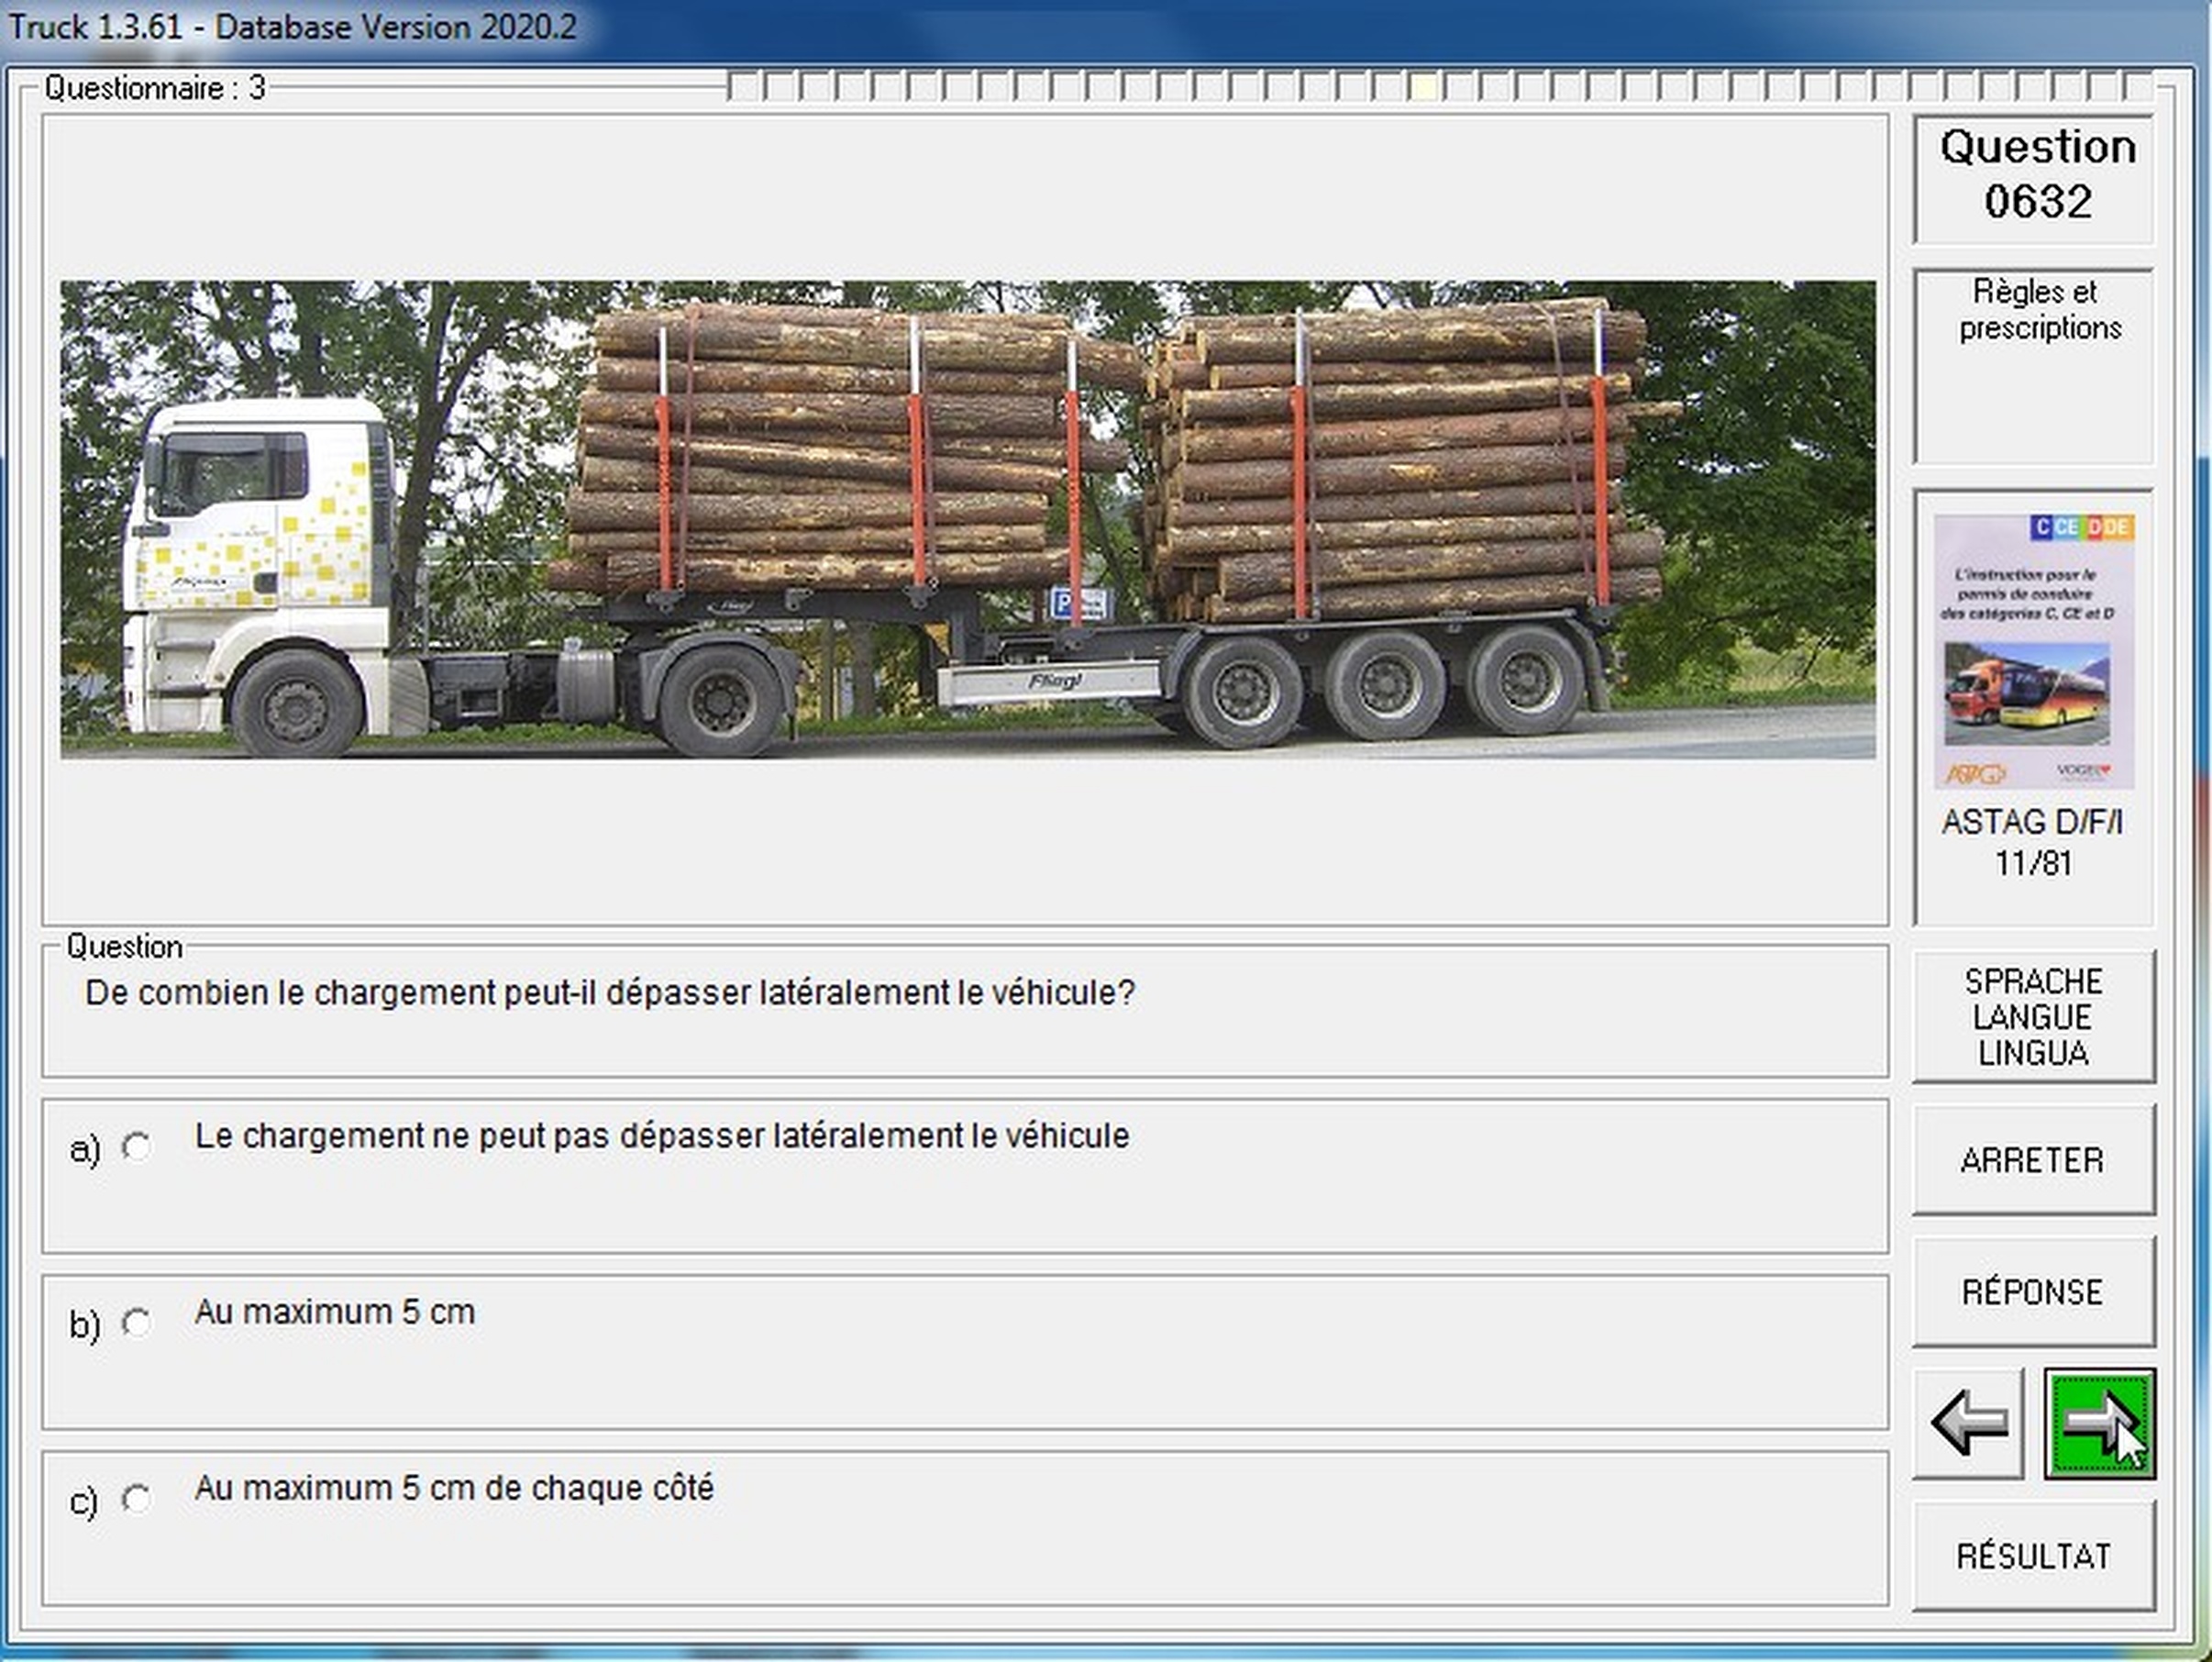 Truck 1.3.61 - Database Version 2020.2
Questionnaire : 3
Question
0632
Règles et
prescriptions
Fliegl
P
C CE D DE
L'instruction pour le
permis de conduire
des catégories C, CE et D
ASTAG
VOGEL
ASTAG D/F/I
11/81
Question
De combien le chargement peut-il dépasser latéralement le véhicule?
a) Le chargement ne peut pas dépasser latéralement le véhicule
b) Au maximum 5 cm
c) Au maximum 5 cm de chaque côté
SPRACHE
LANGUE
LINGUA
ARRETER
RÉPONSE
RÉSULTAT